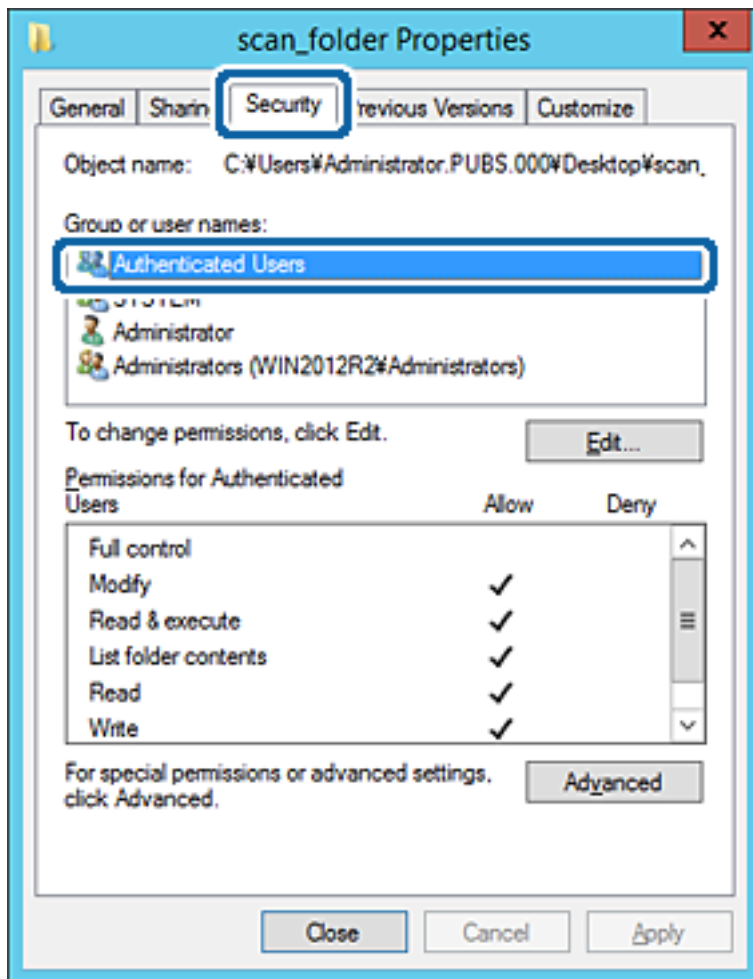 scan_folder Properties
x
General Sharin Security revious Versions Customize
Object name: C:¥Users¥Administrator.PUBS.000¥Desktop¥scan_
Group or user names:
Authenticated Users
SYSTEM
Administrator
Administrators (WIN2012R2¥Administrators)
To change permissions, click Edit.
Edit...
Permissions for Authenticated
Users Allow Deny
Full control
Modify
Read & execute
List folder contents
Read
Write
For special permissions or advanced settings,
click Advanced.
Advanced
Close Cancel Apply